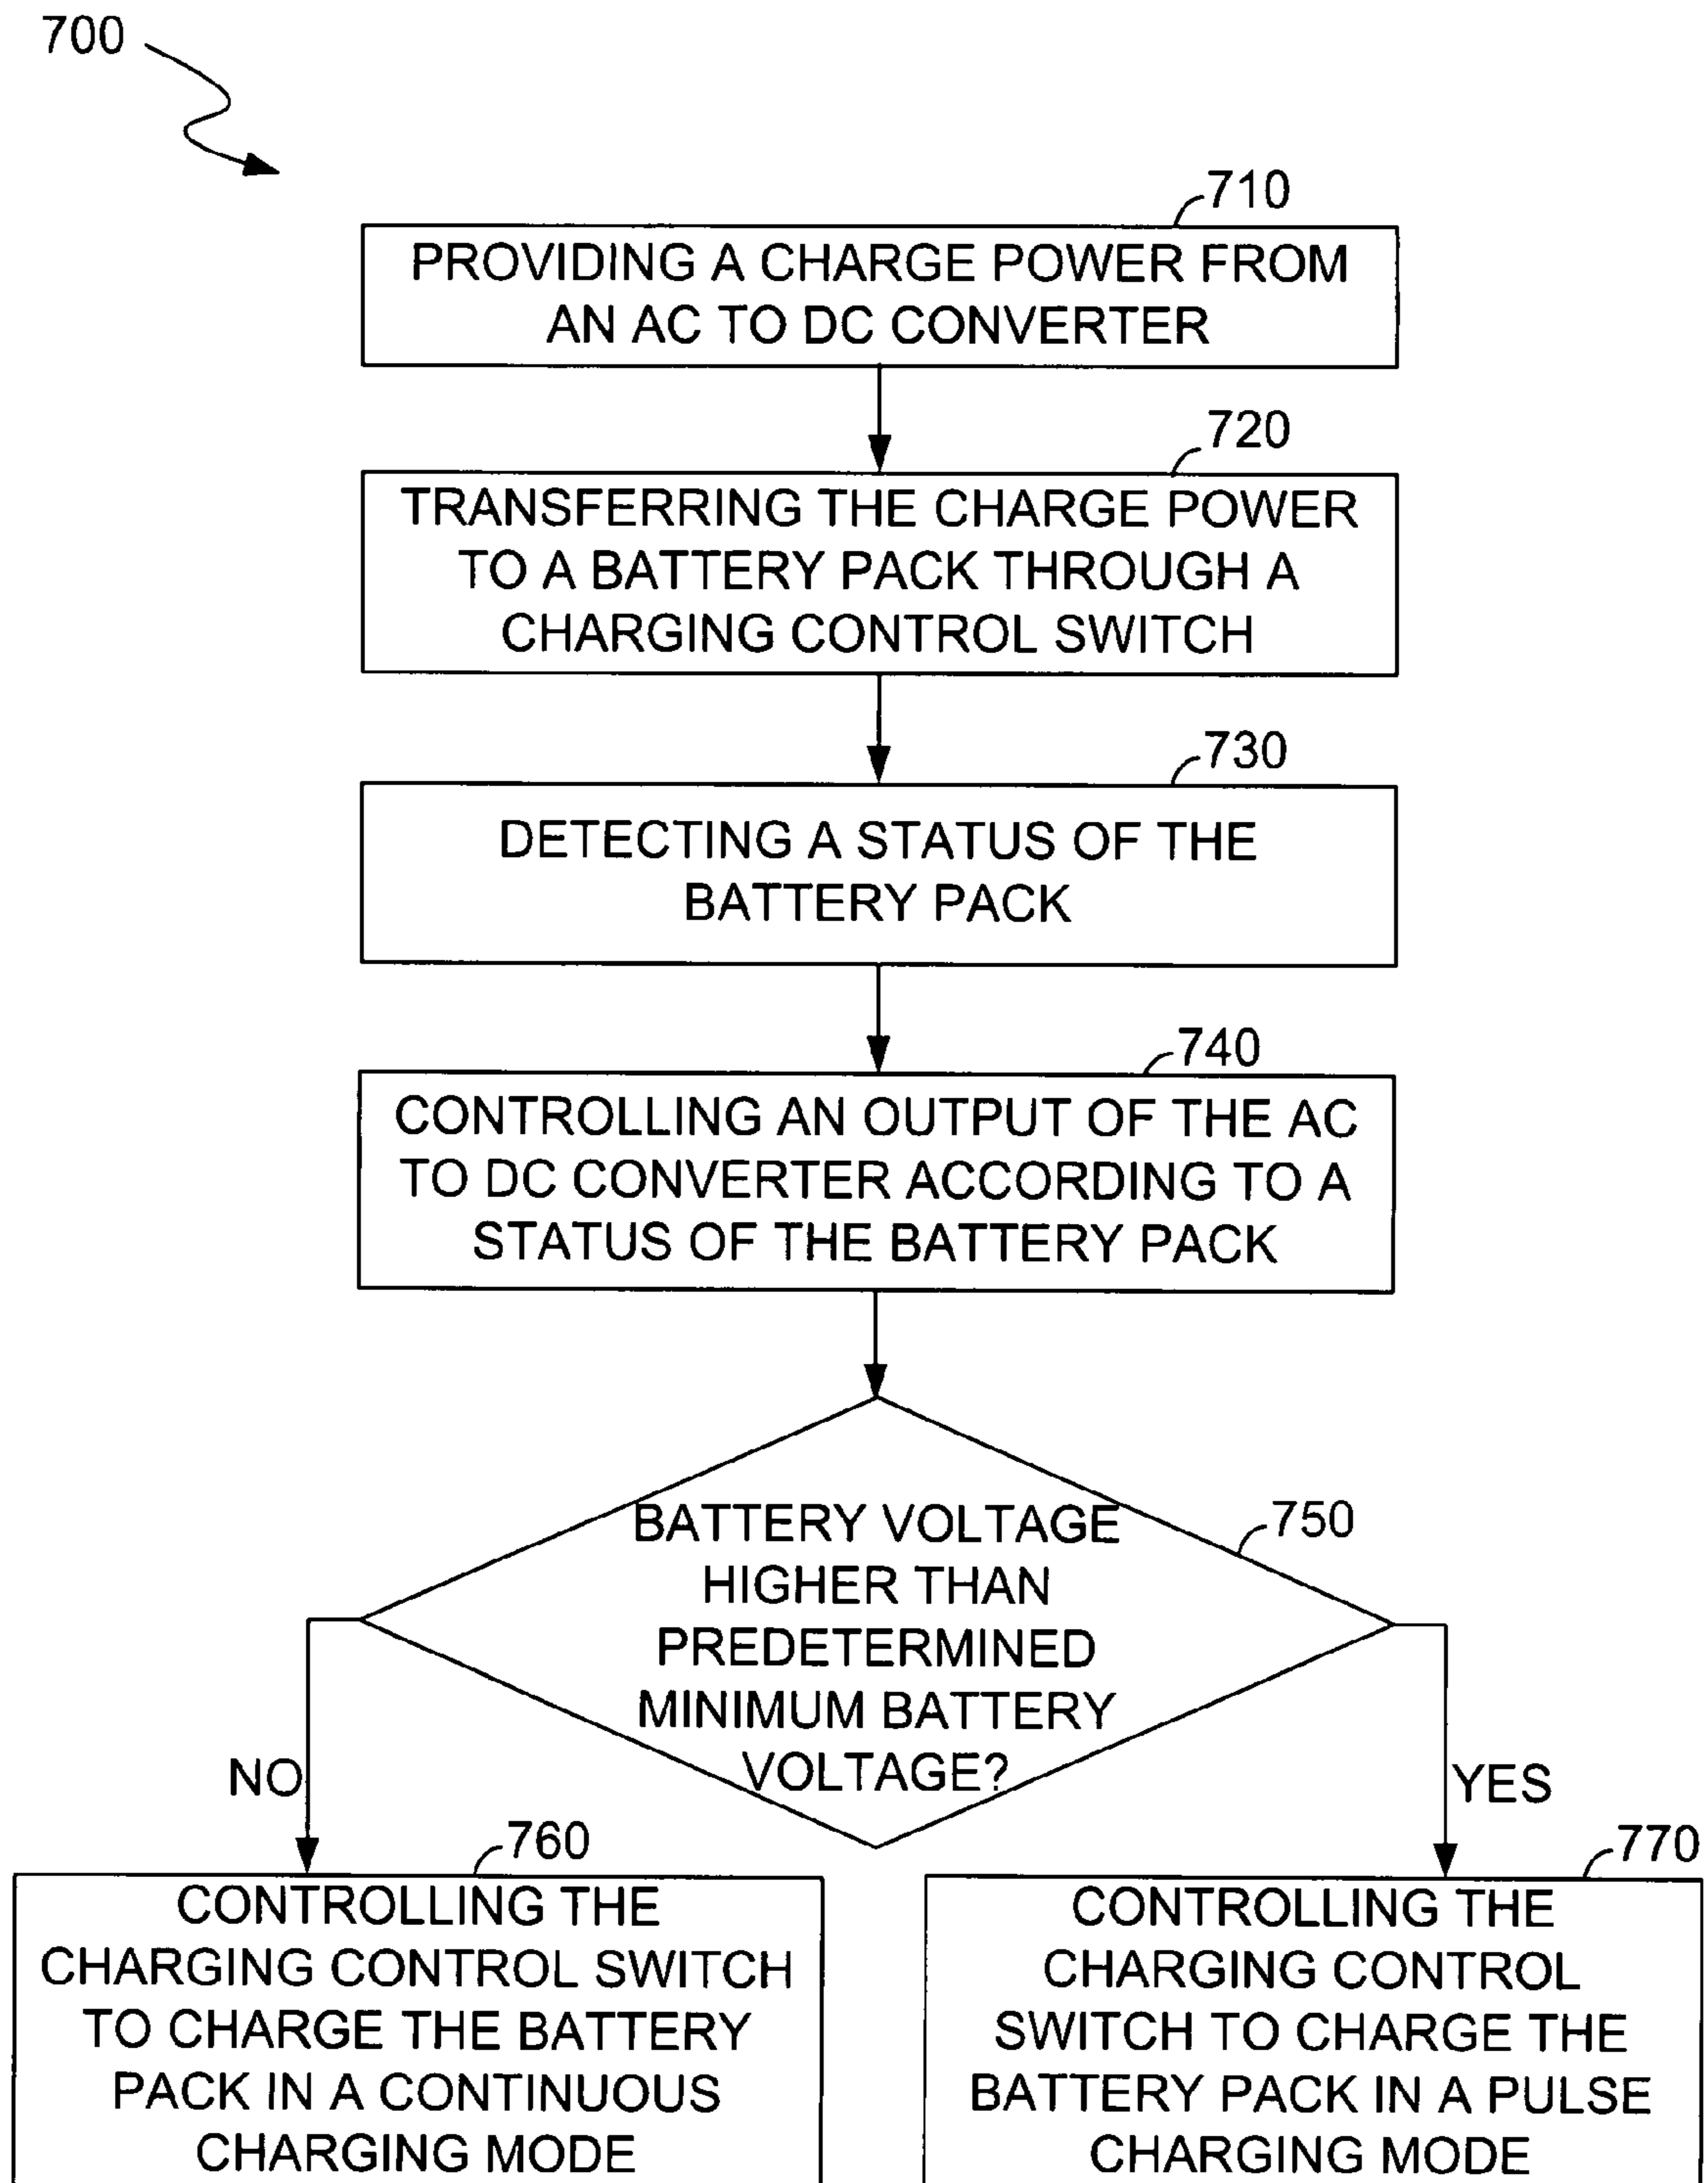 700
710
PROVIDING A CHARGE POWER FROM
AN AC TO DC CONVERTER
720
TRANSFERRING THE CHARGE POWER
TO A BATTERY PACK THROUGH A
CHARGING CONTROL SWITCH
730
DETECTING A STATUS OF THE
BATTERY PACK
740
CONTROLLING AN OUTPUT OF THE AC
TO DC CONVERTER ACCORDING TO A
STATUS OF THE BATTERY PACK
750
BATTERY VOLTAGE
HIGHER THAN
PREDETERMINED
MINIMUM BATTERY
VOLTAGE?
NO
YES
760
CONTROLLING THE
CHARGING CONTROL SWITCH
TO CHARGE THE BATTERY
PACK IN A CONTINUOUS
CHARGING MODE
770
CONTROLLING THE
CHARGING CONTROL
SWITCH TO CHARGE THE
BATTERY PACK IN A PULSE
CHARGING MODE